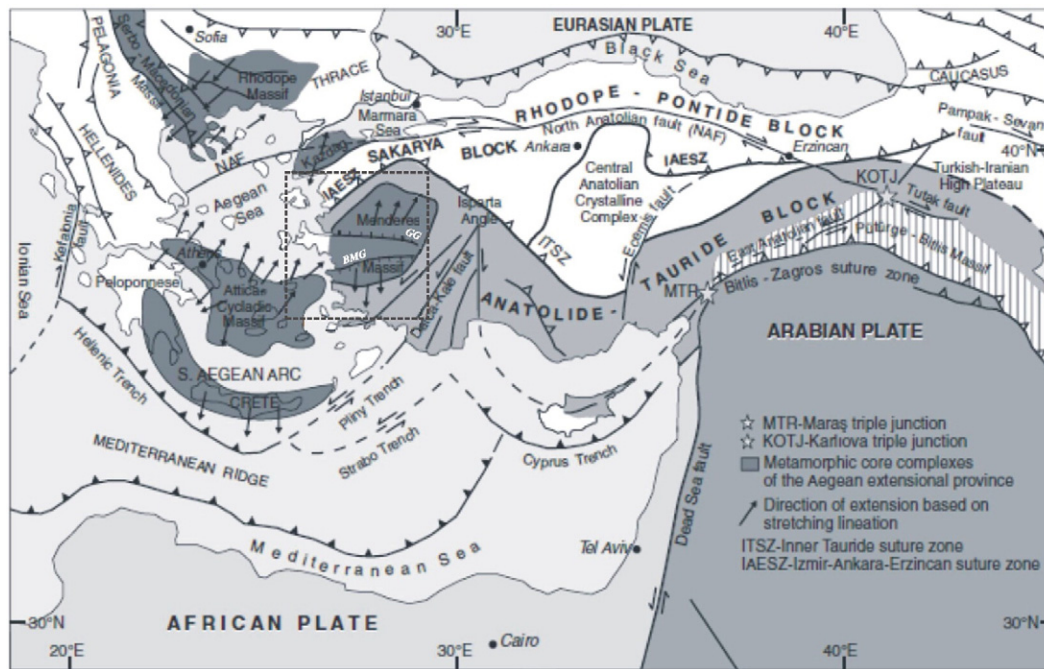 30°E
EURASIAN PLATE
40°E
Black Sea
PELAGONIA
Serbo-Macedonian
Massif
Sofia
Rhodope
Massif
THRACE
Istanbul
Marmara
Sea
CAUCASUS
Pampak - Sevan
fault
40°N
RHODOPE - PONTIDE BLOCK
North Anatolian fault (NAF)
Ankara
Erzincan
HELLENIDES
NAF
Kazdag
SAKARYA BLOCK
IAESZ
IAESZ
Central
Anatolian
Crystalline
Complex
KOTJ
Turkish-Iranian
High Plateau
Tutak fault
Aegean
Sea
Isparta
Angle
Menderes
GG
BMG
Massif
Ecemiş fault
ITSZ
East Anatolian fault
Pütürge - Bitlis Massif
Ionian Sea
Kefalonia
fault
Athens
Peloponnese
Attica
Cycladic
Massif
Datca-Kale fault
ANATOLIDE - TAURIDE BLOCK
MTR
Bitlis-Zagros suture zone
ARABIAN PLATE
Hellenic Trench
S. AEGEAN ARC
CRETE
Pliny Trench
Strabo Trench
Cyprus Trench
MEDITERRANEAN RIDGE
Mediterranean Sea
Tel Aviv
Dead Sea fault
MTR-Maraş triple junction
KOTJ-Karlıova triple junction
Metamorphic core complexes
of the Aegean extensional province
Direction of extension based on
stretching lineation
ITSZ-Inner Tauride suture zone
IAESZ-Izmir-Ankara-Erzincan suture zone
30°N
AFRICAN PLATE
30°N
20°E
30°E
Cairo
40°E